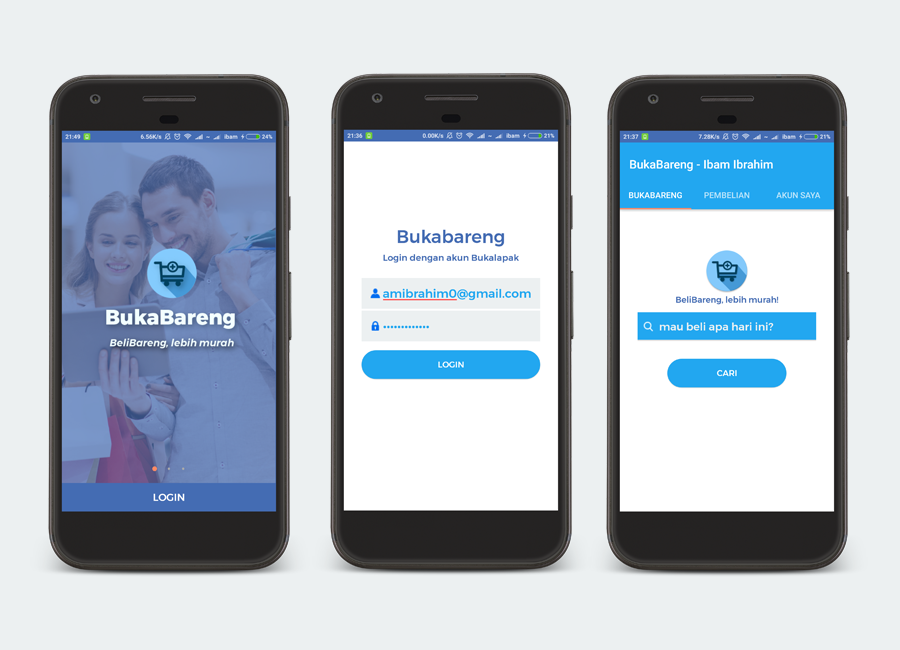 21:49 6.56K/s Ibam 24%
BukaBareng
BeliBareng, lebih murah
LOGIN
21:36 0.00K/s Ibam 21%
Bukabareng
Login dengan akun Bukalapak
amibrahim0@gmail.com
LOGIN
21:37 7.28K/s Ibam 21%
BukaBareng - Ibam Ibrahim
BUKABARENG PEMBELIAN AKUN SAYA
BeliBareng, lebih murah!
mau beli apa hari ini?
CARI